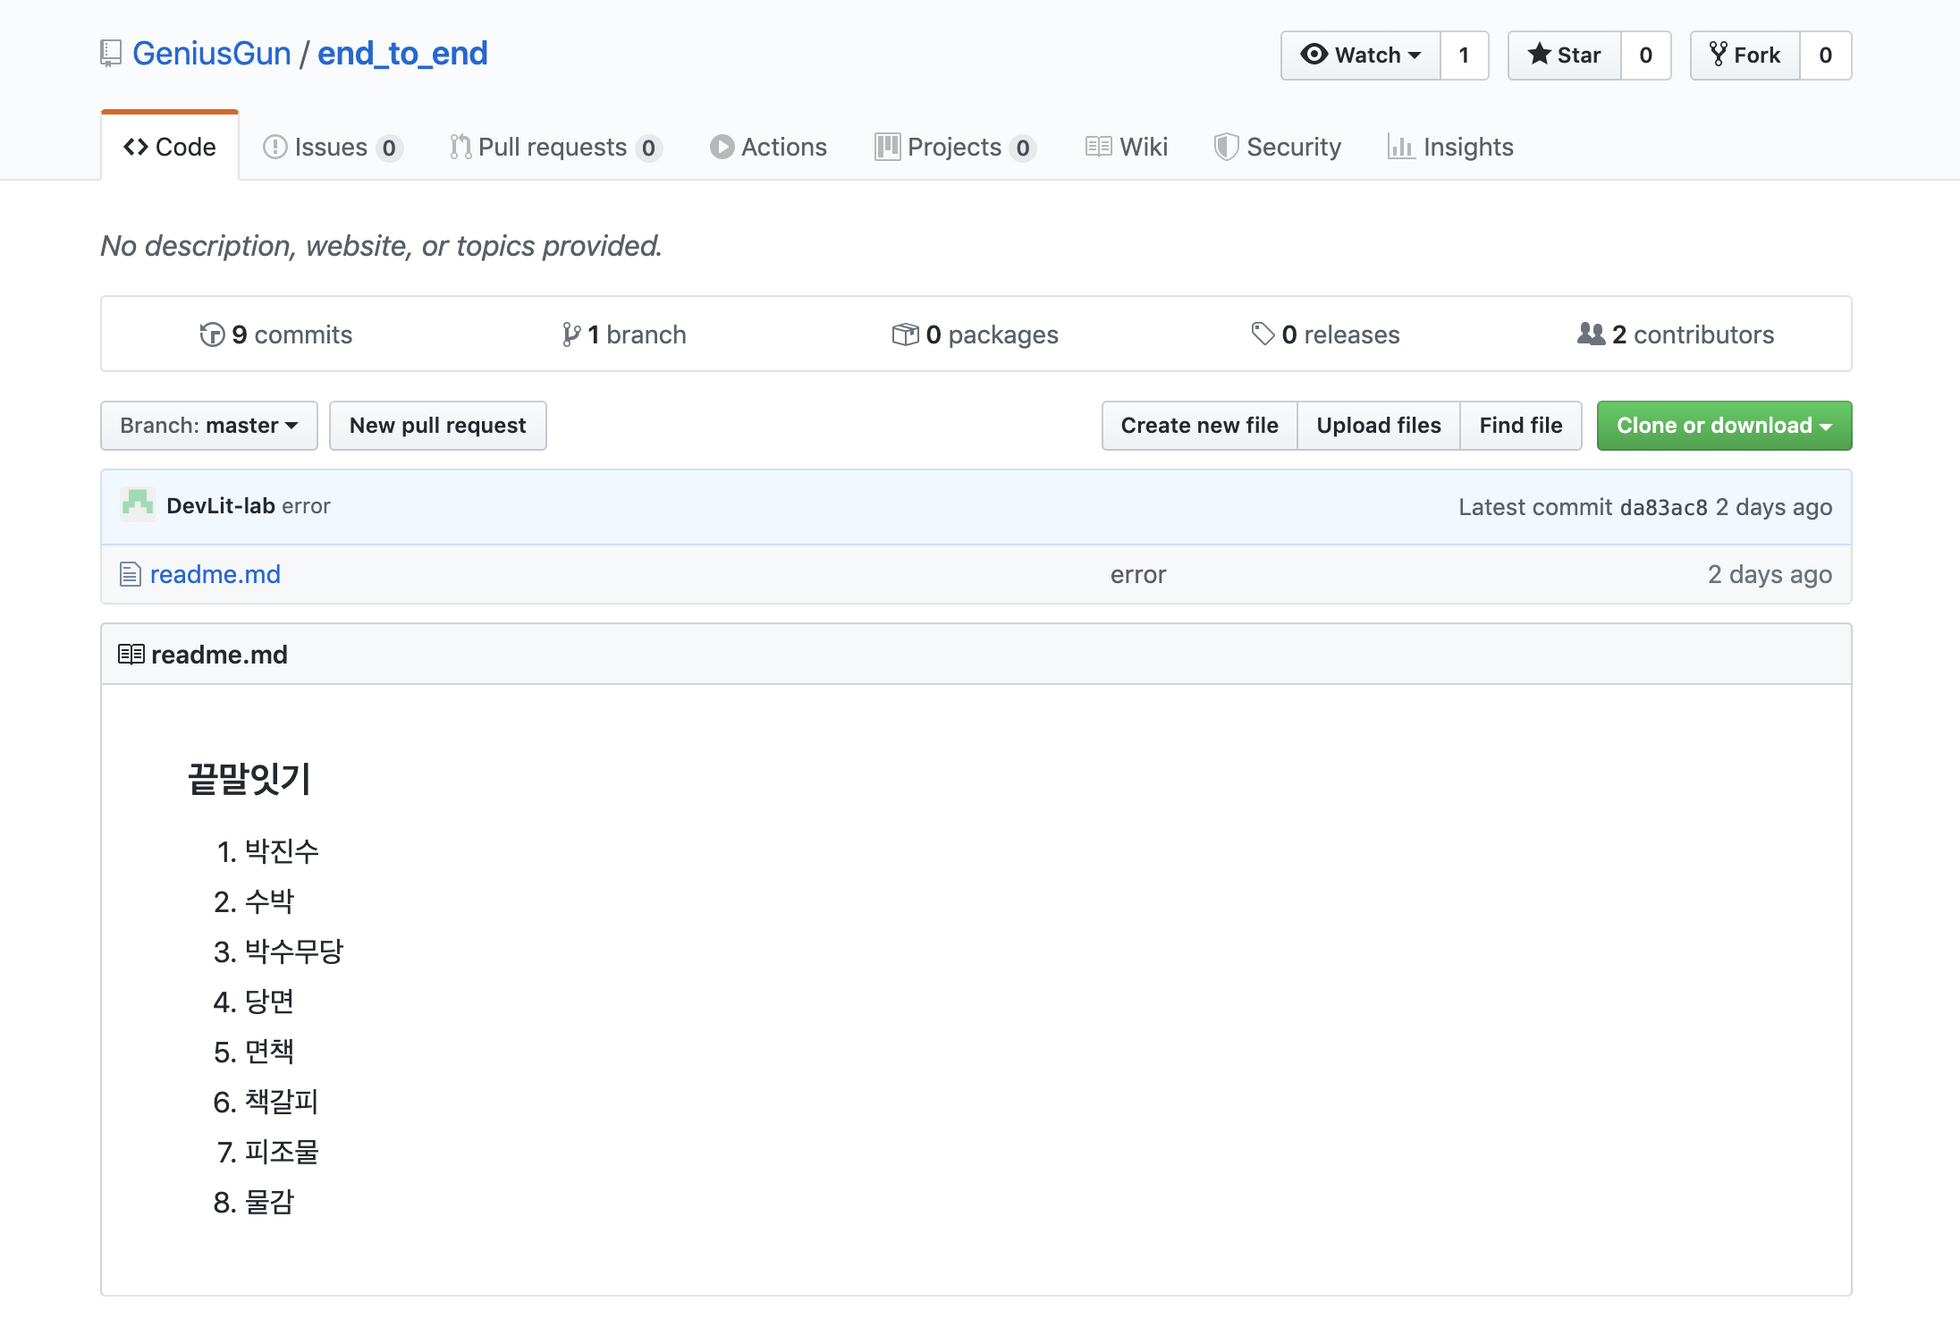 GeniusGun / end_to_end
Watch 1 Star 0 Fork 0
Code Issues 0 Pull requests 0 Actions Projects 0 Wiki Security Insights
No description, website, or topics provided.
9 commits 1 branch 0 packages 0 releases 2 contributors
Branch: master New pull request Create new file Upload files Find file Clone or download
DevLit-lab error Latest commit da83ac8 2 days ago
readme.md error 2 days ago
readme.md
끝말잇기
1. 박진수
2. 수박
3. 박수무당
4. 당면
5. 면책
6. 책갈피
7. 피조물
8. 물감